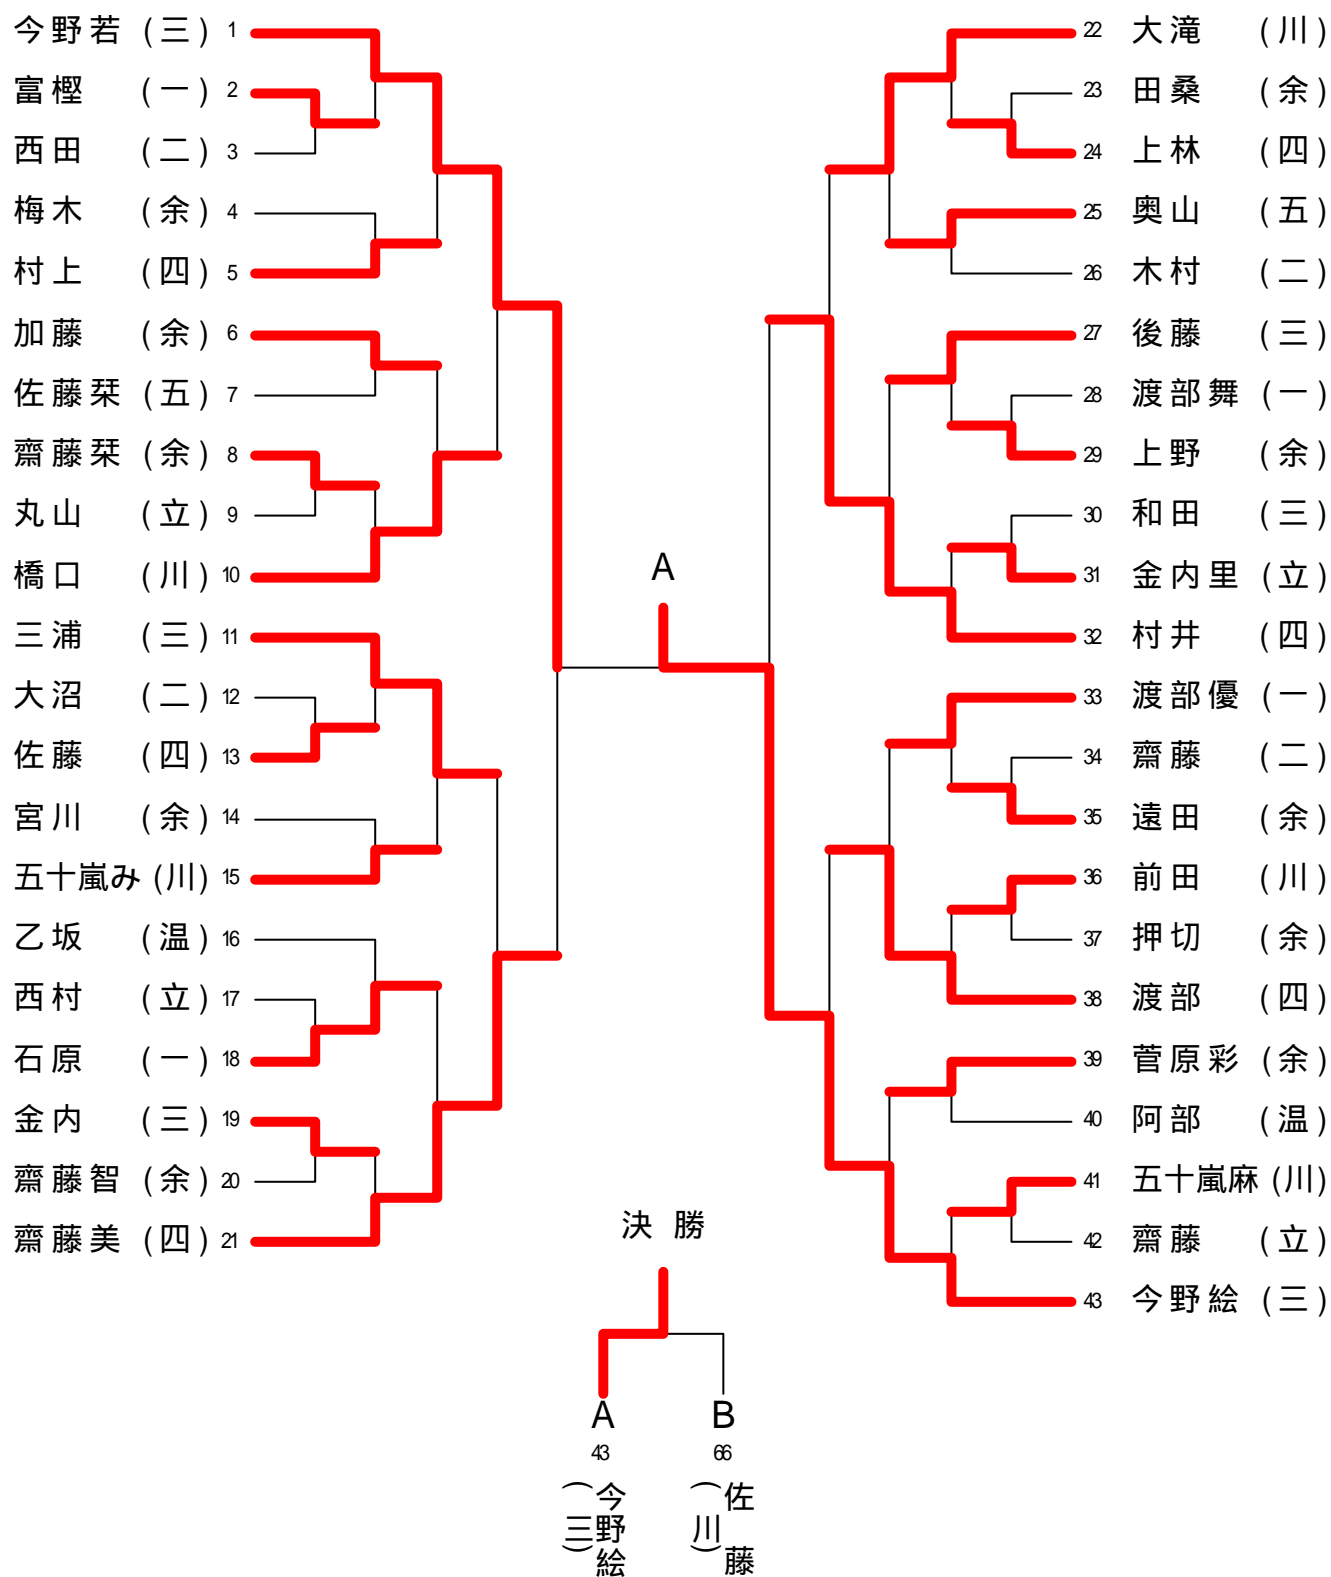 今野若 (三) 1
富樫 (一) 2
西田 (二) 3
梅木 (余) 4
村上 (四) 5
加藤 (余) 6
佐藤栞 (五) 7
齋藤栞 (余) 8
丸山 (立) 9
橋口 (川) 10
三浦 (三) 11
大沼 (二) 12
佐藤 (四) 13
宮川 (余) 14
五十嵐み (川) 15
乙坂 (温) 16
西村 (立) 17
石原 (一) 18
金内 (三) 19
齋藤智 (余) 20
齋藤美 (四) 21
A
22 大滝 (川)
23 田桑 (余)
24 上林 (四)
25 奥山 (五)
26 木村 (二)
27 後藤 (三)
28 渡部舞 (一)
29 上野 (余)
30 和田 (三)
31 金内里 (立)
32 村井 (四)
33 渡部優 (一)
34 齋藤 (二)
35 遠田 (余)
36 前田 (川)
37 押切 (余)
38 渡部 (四)
39 菅原彩 (余)
40 阿部 (温)
41 五十嵐麻 (川)
42 齋藤 (立)
43 今野絵 (三)
決勝
A
43
今野絵
(三)
B
66
佐藤
(川)